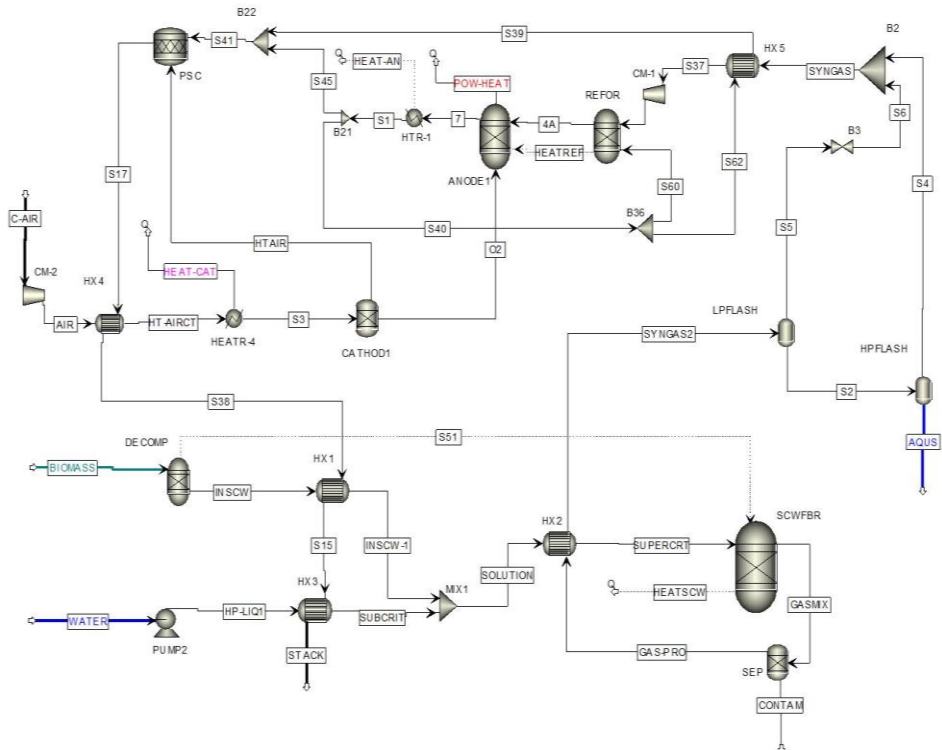 B22
B2
S39
S41
PSC
Q
HEAT-AN
Q
POW-HEAT
CM-1
S37
HX5
SYNGAS
S6
S45
REFOR
B21
S1
HTR-1
7
4A
HEATREF
ANODE1
S62
B3
S4
S17
S60
B36
S40
S5
C-AIR
Q
HTAIR
O2
CM-2
HX4
HEAT-CAT
AIR
HT-AIRCT
HEATR-4
S3
CATHOD1
SYNGAS2
LPFLASH
HPFLASH
S2
S38
S51
AQUS
DECOMP
HX1
BIOMASS
INSCW
SCWFBR
HX2
SUPERCRT
S15
INSCW-1
SOLUTION
HX3
MIX1
Q
HEATSCW
GASMIX
WATER
HP-LIQ1
SUBCRIT
PUMP2
STACK
GAS-PRO
SEP
CONTAM